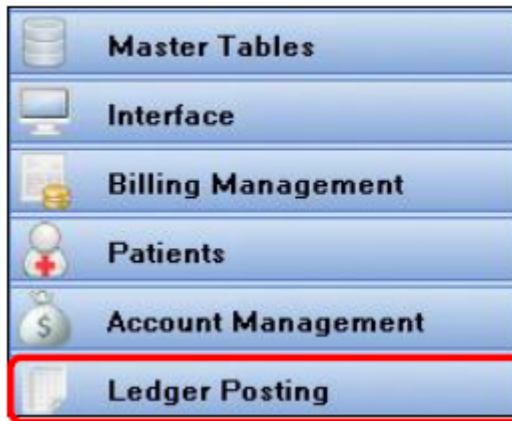 Master Tables
Interface
Billing Management
Patients
Account Management
Ledger Posting